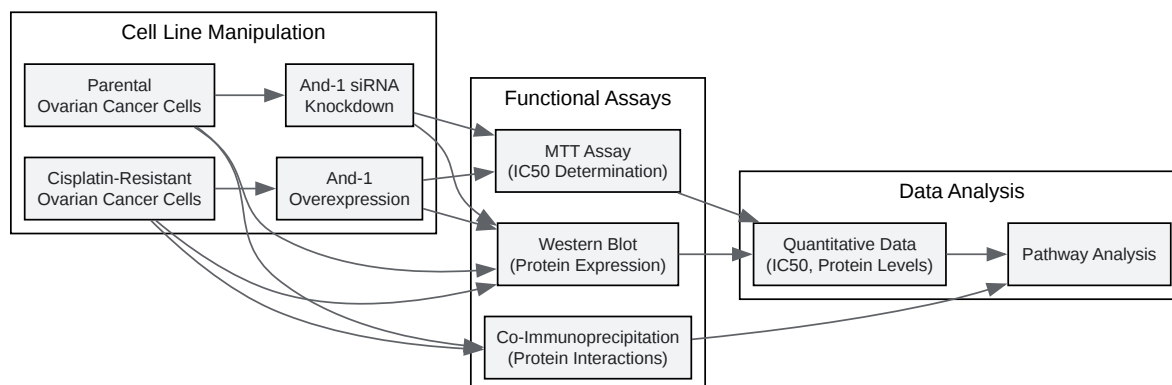 Cell Line Manipulation
Parental
Ovarian Cancer Cells
And-1 siRNA
Knockdown
Cisplatin-Resistant
Ovarian Cancer Cells
And-1
Overexpression
Functional Assays
MTT Assay
(IC50 Determination)
Western Blot
(Protein Expression)
Co-Immunoprecipitation
(Protein Interactions)
Data Analysis
Quantitative Data
(IC50, Protein Levels)
Pathway Analysis